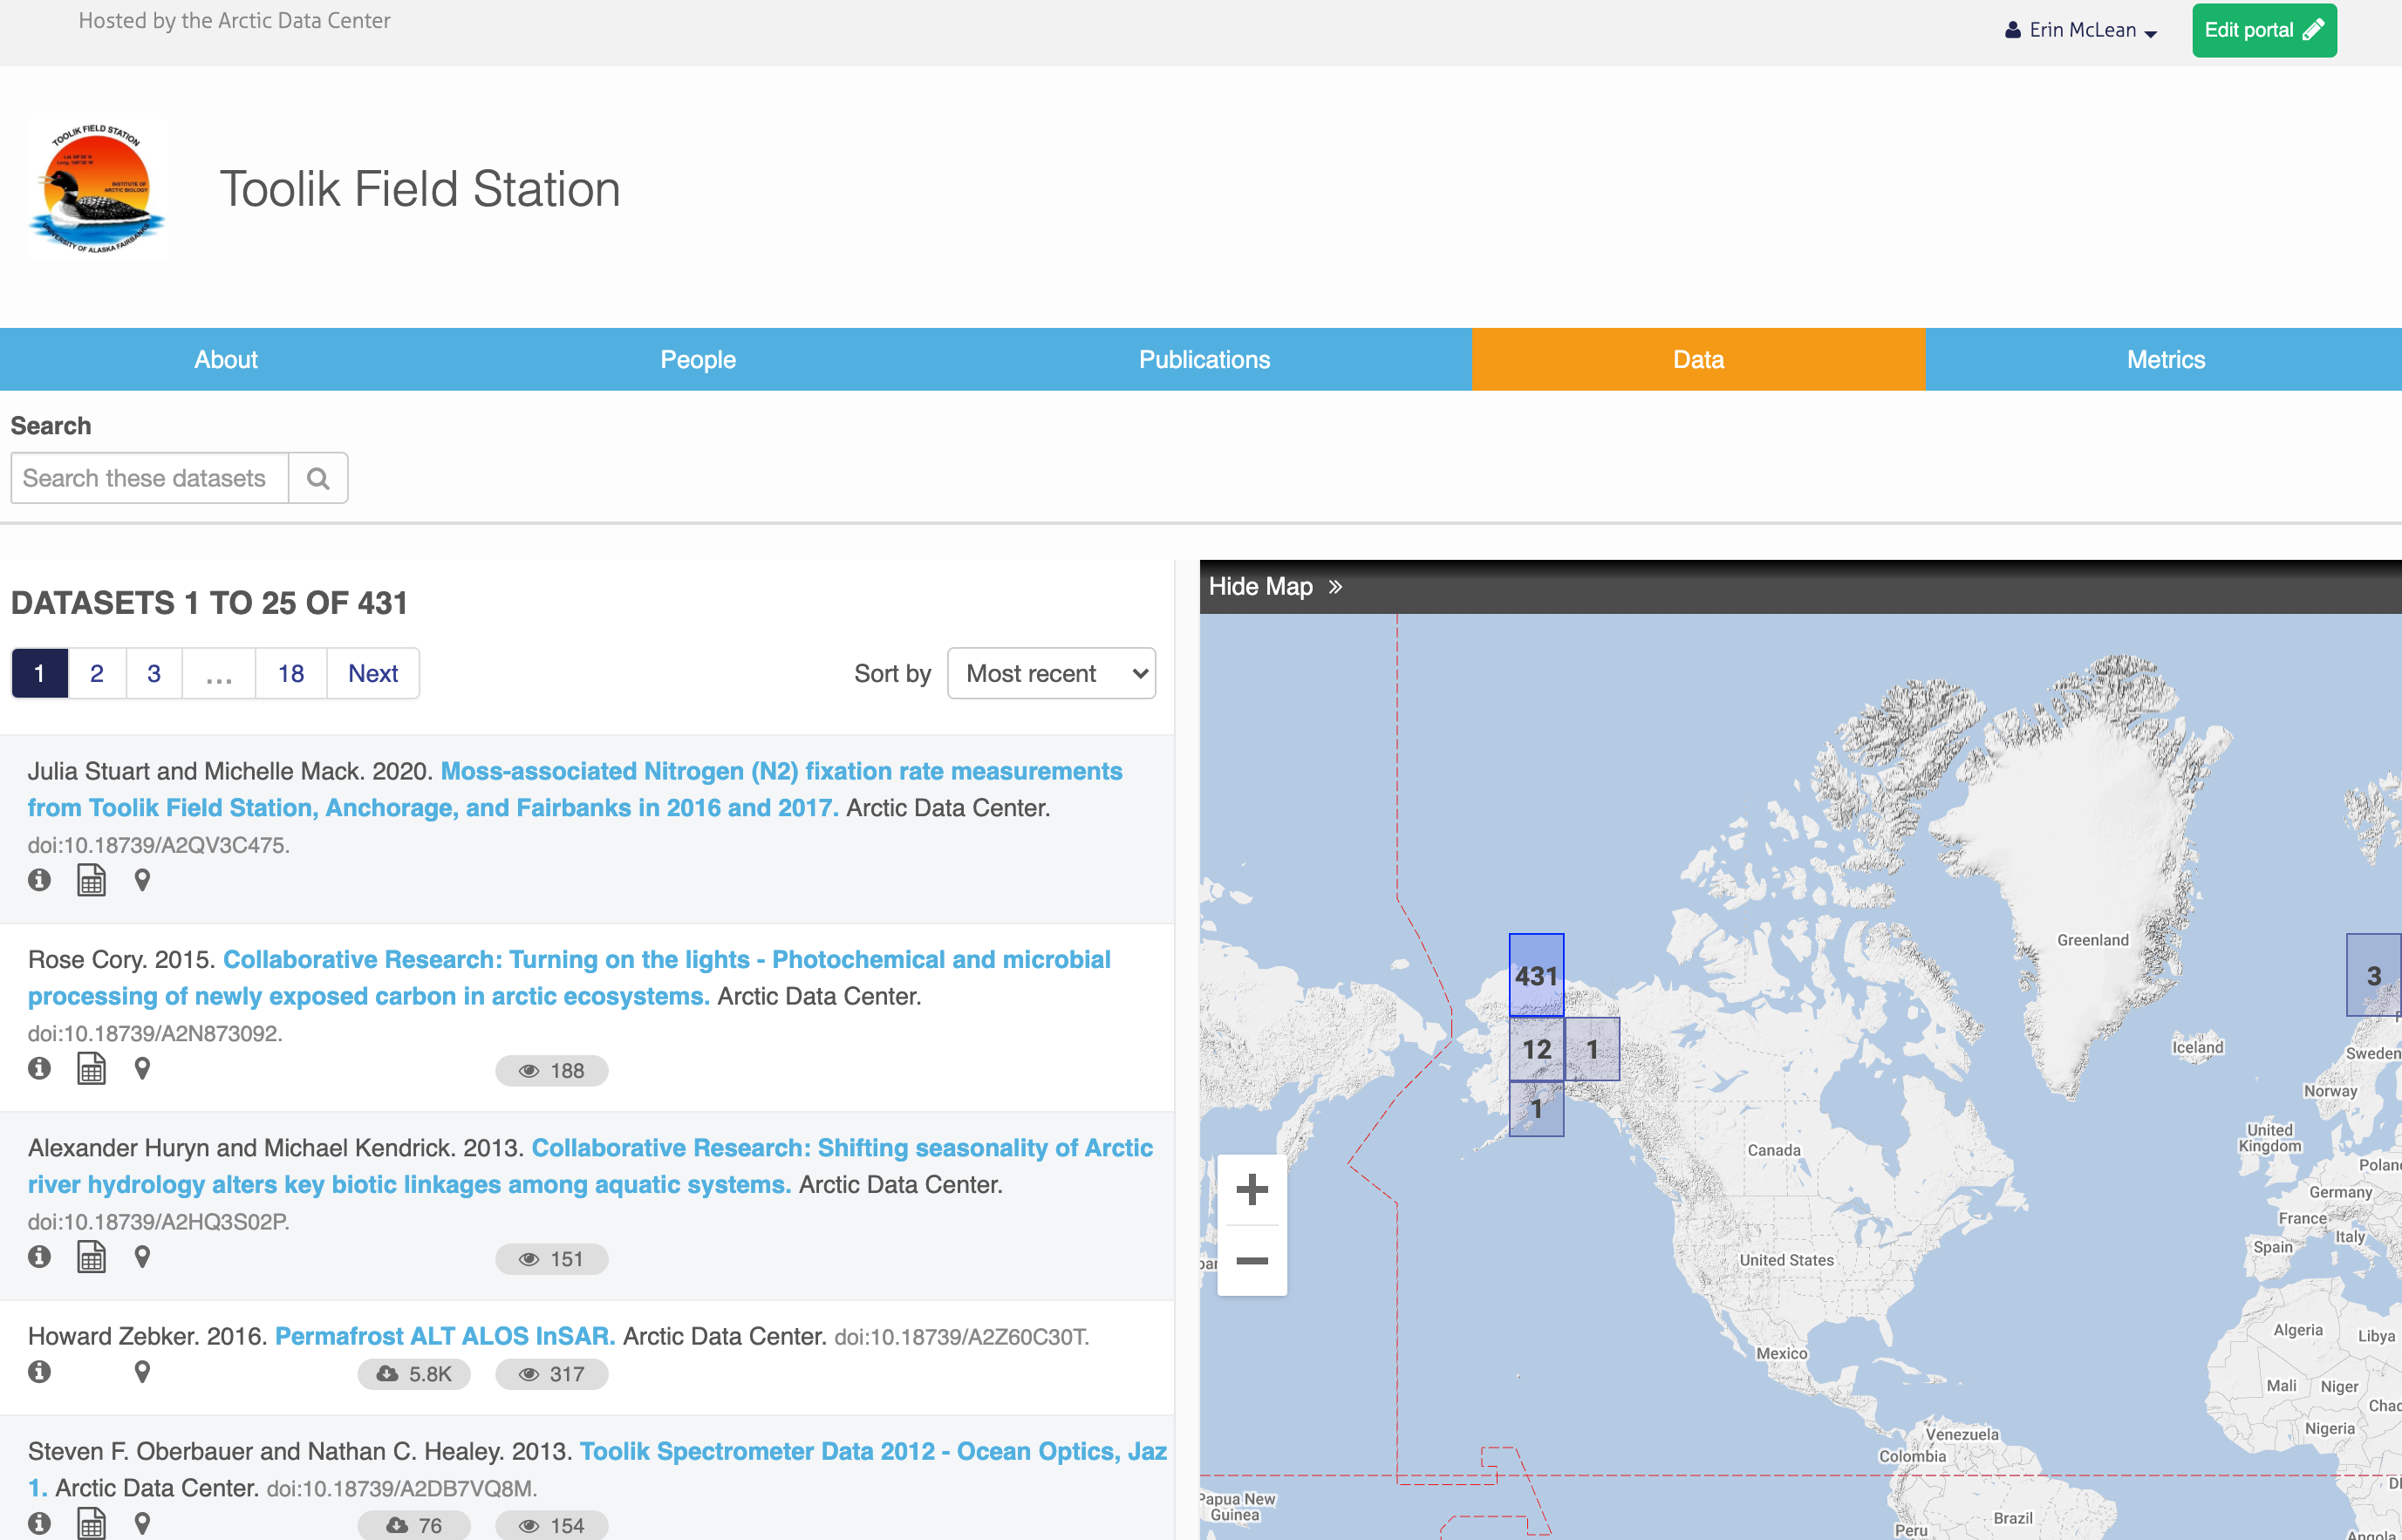 Hosted by the Arctic Data Center
Erin McLean
Edit portal
TOOLIK FIELD STATION
INSTITUTE OF
ARCTIC BIOLOGY
UNIVERSITY OF ALASKA FAIRBANKS
Toolik Field Station
About
People
Publications
Data
Metrics
Search
Search these datasets
DATASETS 1 TO 25 OF 431
1
2
3
...
18
Next
Sort by
Most recent
Julia Stuart and Michelle Mack. 2020. Moss-associated Nitrogen (N2) fixation rate measurements
from Toolik Field Station, Anchorage, and Fairbanks in 2016 and 2017. Arctic Data Center.
doi:10.18739/A2QV3C475.
Rose Cory. 2015. Collaborative Research: Turning on the lights - Photochemical and microbial
processing of newly exposed carbon in arctic ecosystems. Arctic Data Center.
doi:10.18739/A2N873092.
188
Alexander Huryn and Michael Kendrick. 2013. Collaborative Research: Shifting seasonality of Arctic
river hydrology alters key biotic linkages among aquatic systems. Arctic Data Center.
doi:10.18739/A2HQ3S02P.
151
Howard Zebker. 2016. Permafrost ALT ALOS InSAR. Arctic Data Center. doi:10.18739/A2Z60C30T.
5.8K
317
Steven F. Oberbauer and Nathan C. Healey. 2013. Toolik Spectrometer Data 2012 - Ocean Optics, Jaz
1. Arctic Data Center. doi:10.18739/A2DB7VQ8M.
76
154
Hide Map »
Greenland
431
3
12
1
Iceland
Sweden
Norway
1
United
Kingdom
Canada
Polan
Germany
France
Italy
Spain
United States
Algeria
Libya
Mexico
Mali
Niger
Chad
Nigeria
Venezuela
Colombia
Papua New
Guinea
Brazil
Peru
Angola